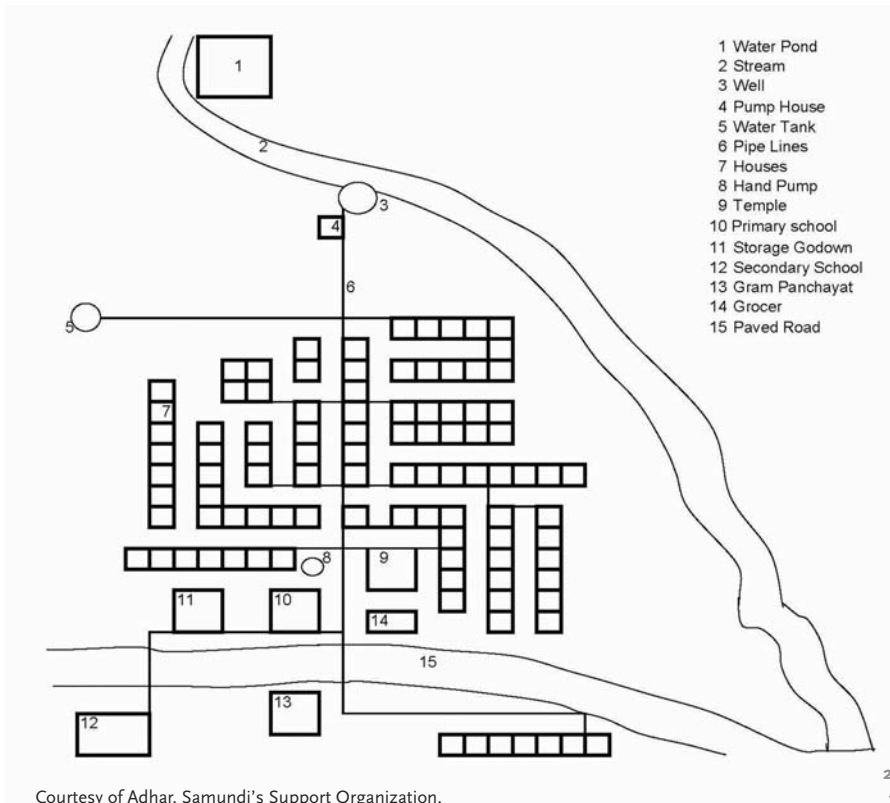 1
2
3
4
6
5
7
8
9
11
10
14
15
13
12
1 Water Pond
2 Stream
3 Well
4 Pump House
5 Water Tank
6 Pipe Lines
7 Houses
8 Hand Pump
9 Temple
10 Primary school
11 Storage Godown
12 Secondary School
13 Gram Panchayat
14 Grocer
15 Paved Road
Courtesy of Adhar, Samundi's Support Organization.